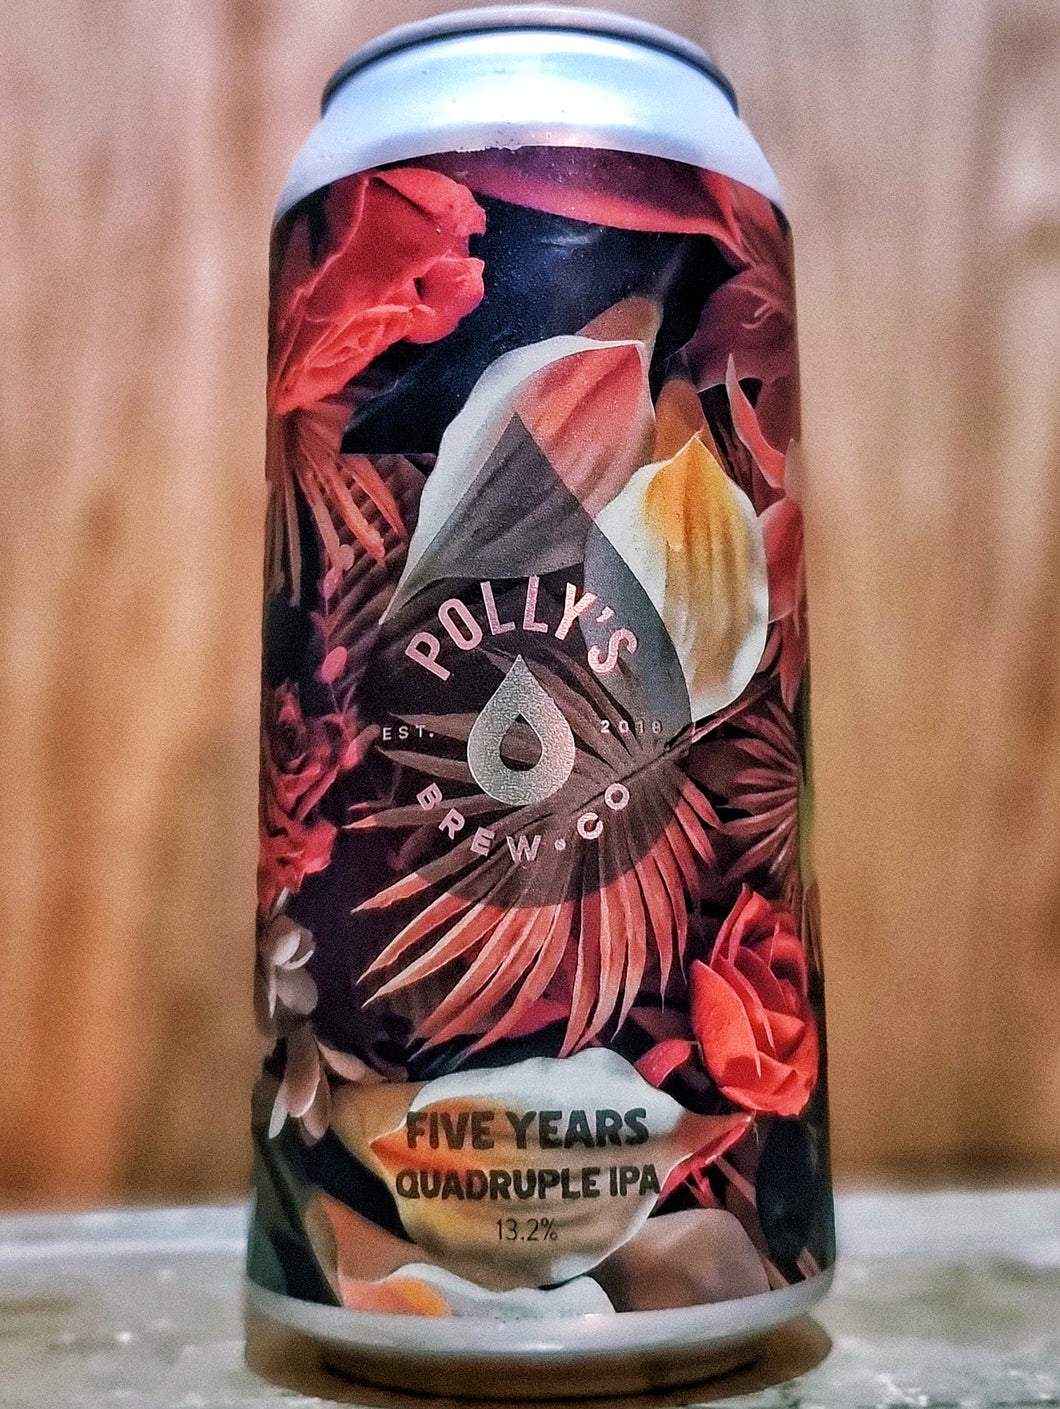 POLLY'S
EST. 2018
BREW.CO
FIVE YEARS
QUADRUPLE IPA
13.2%